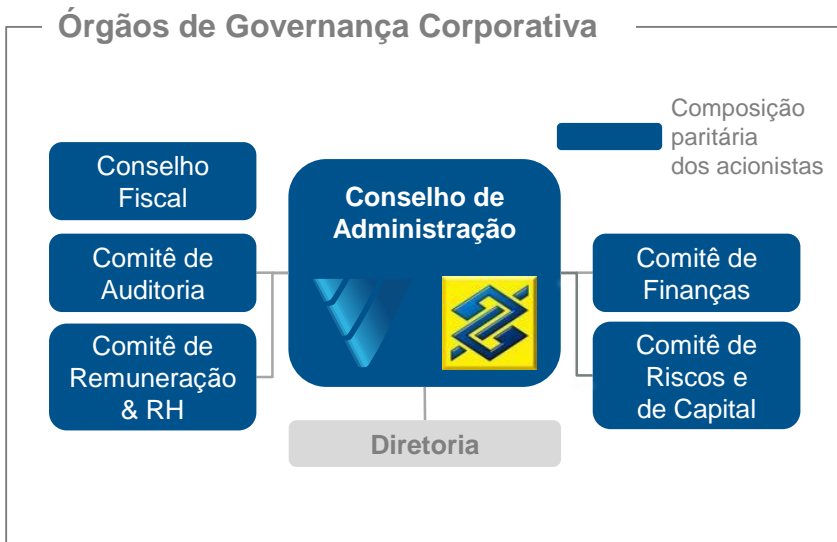 Órgãos de Governança Corporativa
Composição
paritária
dos acionistas
Conselho
Fiscal
Conselho de
Administração
Comitê de
Auditoria
Comitê de
Finanças
Comitê de
Remuneração
& RH
Comitê de
Riscos e
de Capital
Diretoria